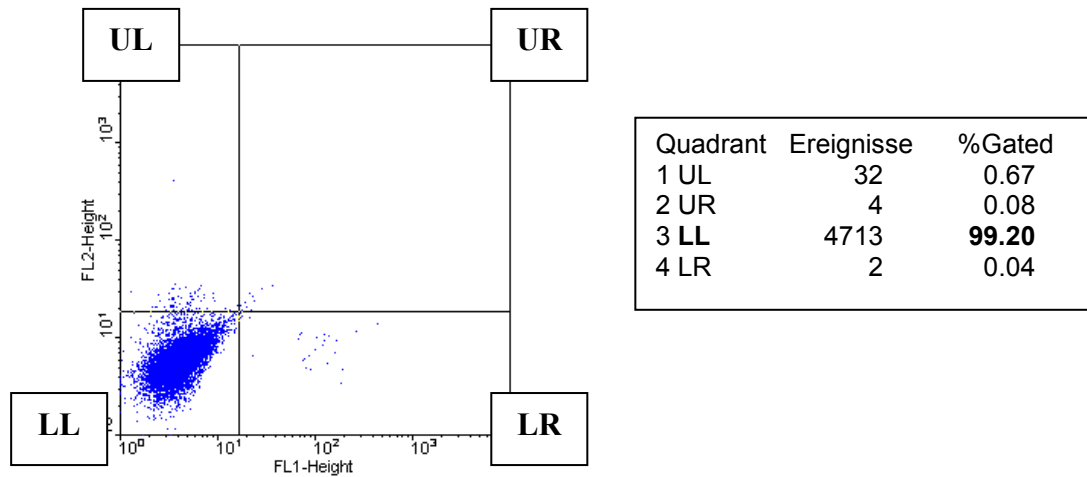 UL
UR
10³
10²
10¹
FL2-Height
LL
LR
10⁰ 10¹ 10² 10³
FL1-Height
Quadrant Ereignisse %Gated
1 UL 32 0.67
2 UR 4 0.08
3 LL 4713 99.20
4 LR 2 0.04